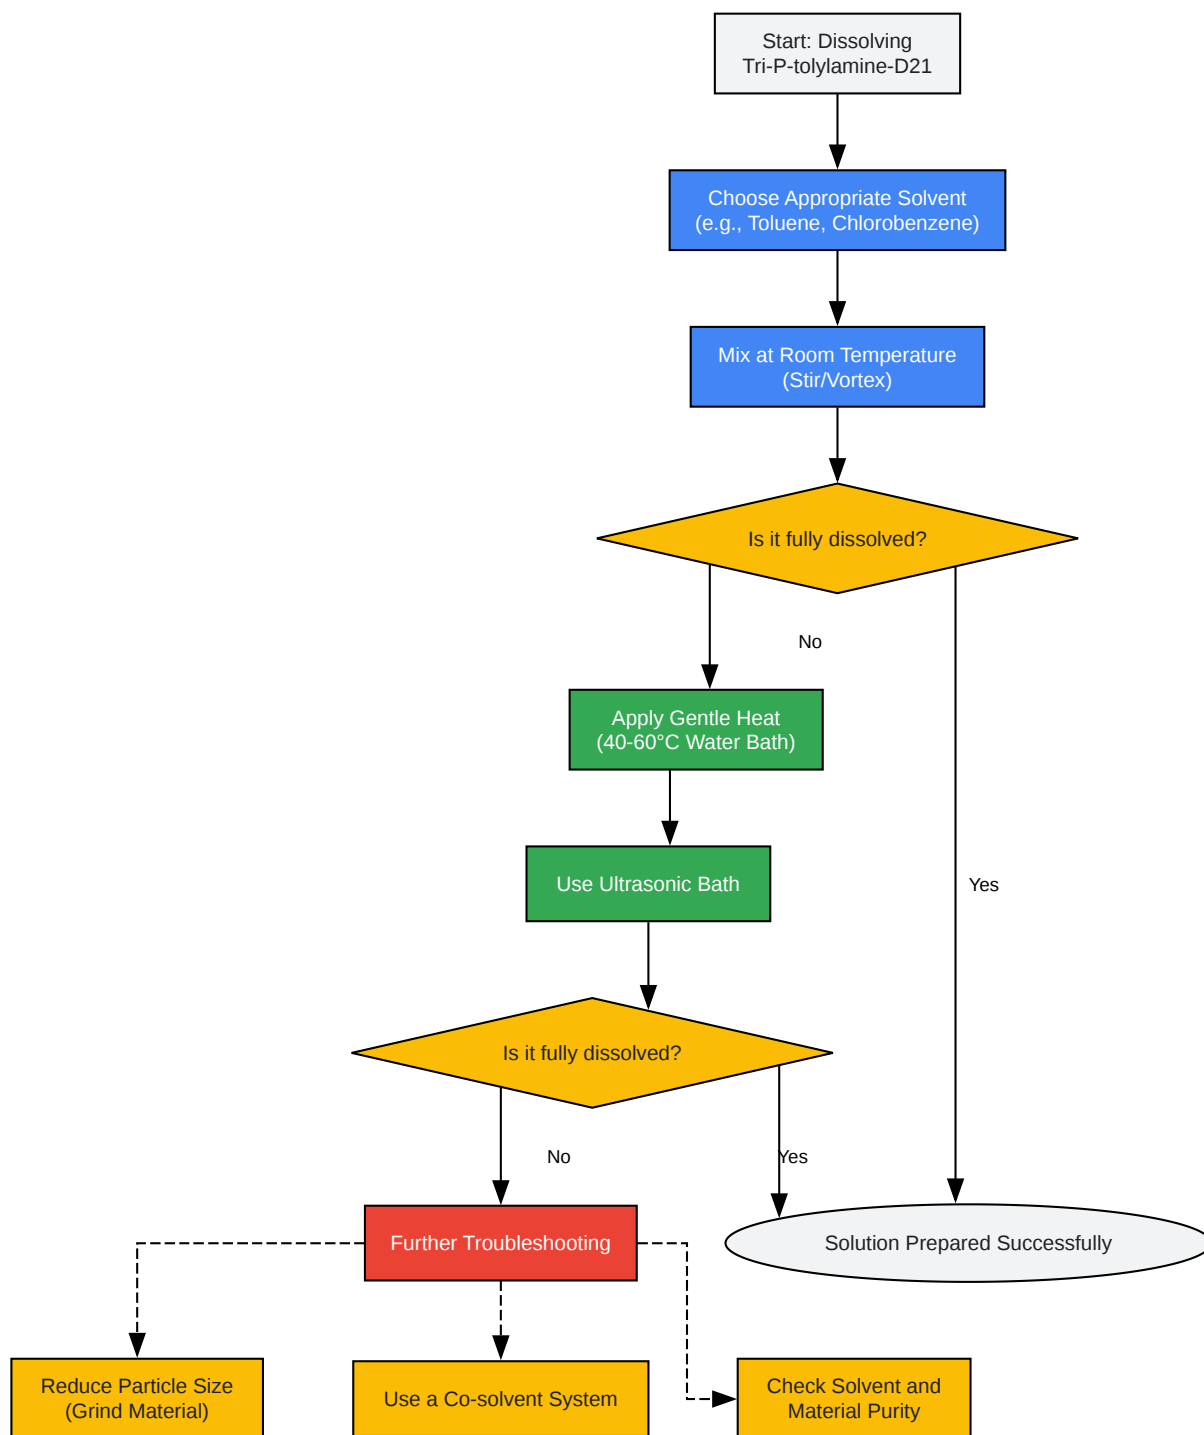 Start: Dissolving
Tri-P-tolylamine-D21
Choose Appropriate Solvent
(e.g., Toluene, Chlorobenzene)
Mix at Room Temperature
(Stir/Vortex)
Is it fully dissolved?
No
Apply Gentle Heat
(40-60°C Water Bath)
Use Ultrasonic Bath
Yes
Is it fully dissolved?
No
Yes
Further Troubleshooting
Solution Prepared Successfully
Reduce Particle Size
(Grind Material)
Use a Co-solvent System
Check Solvent and
Material Purity